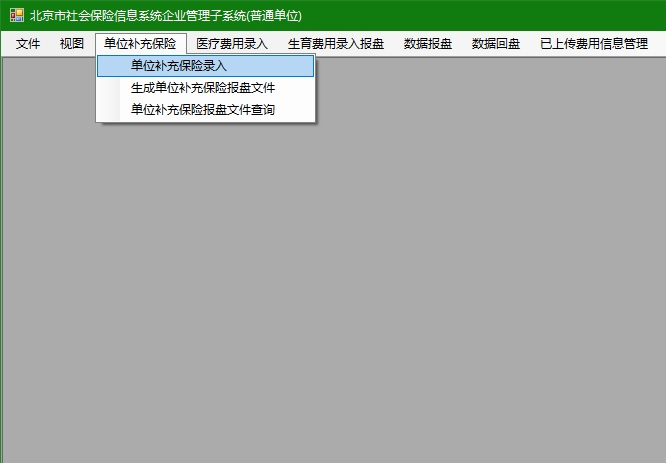 北京市社会保险信息系统企业管理子系统(普通单位)
文件 视图 单位补充保险 医疗费用录入 生育费用录入报盘 数据报盘 数据回盘 已上传费用信息管理
单位补充保险录入
生成单位补充保险报盘文件
单位补充保险报盘文件查询